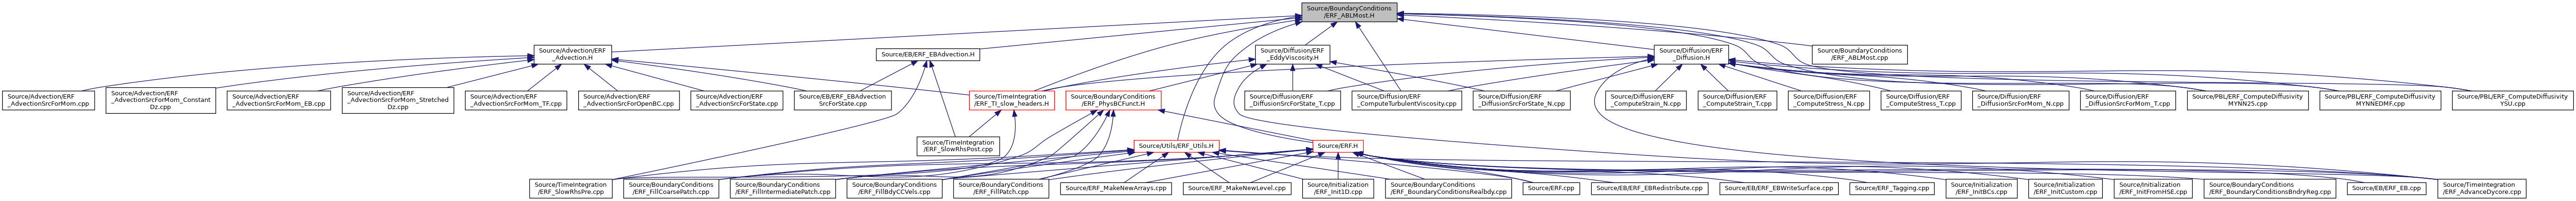 Source/BoundaryConditions
/ERF_ABLMost.H
Source/Advection/ERF
_Advection.H
Source/EB/ERF_EBAdvection.H
Source/Diffusion/ERF
_EddyViscosity.H
Source/Diffusion/ERF
_Diffusion.H
Source/BoundaryConditions
/ERF_ABLMost.cpp
Source/Advection/ERF
_AdvectionSrcForMom.cpp
Source/Advection/ERF
_AdvectionSrcForMom_Constant
Dz.cpp
Source/Advection/ERF
_AdvectionSrcForMom_EB.cpp
Source/Advection/ERF
_AdvectionSrcForMom_Stretched
Dz.cpp
Source/Advection/ERF
_AdvectionSrcForMom_TF.cpp
Source/Advection/ERF
_AdvectionSrcForOpenBC.cpp
Source/Advection/ERF
_AdvectionSrcForState.cpp
Source/EB/ERF_EBAdvection
SrcForState.cpp
Source/TimeIntegration
/ERF_TI_slow_headers.H
Source/BoundaryConditions
/ERF_PhysBCFunct.H
Source/Diffusion/ERF
_DiffusionSrcForState_T.cpp
Source/Diffusion/ERF
_ComputeTurbulentViscosity.cpp
Source/Diffusion/ERF
_DiffusionSrcForState_N.cpp
Source/Diffusion/ERF
_ComputeStrain_N.cpp
Source/Diffusion/ERF
_ComputeStrain_T.cpp
Source/Diffusion/ERF
_ComputeStress_N.cpp
Source/Diffusion/ERF
_ComputeStress_T.cpp
Source/Diffusion/ERF
_DiffusionSrcForMom_N.cpp
Source/Diffusion/ERF
_DiffusionSrcForMom_T.cpp
Source/PBL/ERF_ComputeDiffusivity
MYNN25.cpp
Source/PBL/ERF_ComputeDiffusivity
MYNNEDMF.cpp
Source/PBL/ERF_ComputeDiffusivity
YSU.cpp
Source/TimeIntegration
/ERF_SlowRhsPost.cpp
Source/Utils/ERF_Utils.H
Source/ERF.H
Source/TimeIntegration
/ERF_SlowRhsPre.cpp
Source/BoundaryConditions
/ERF_FillCoarsePatch.cpp
Source/BoundaryConditions
/ERF_FillIntermediatePatch.cpp
Source/BoundaryConditions
/ERF_FillBdyCCVels.cpp
Source/BoundaryConditions
/ERF_FillPatch.cpp
Source/ERF_MakeNewArrays.cpp
Source/ERF_MakeNewLevel.cpp
Source/Initialization
/ERF_Init1D.cpp
Source/BoundaryConditions
/ERF_BoundaryConditionsRealbdy.cpp
Source/ERF.cpp
Source/EB/ERF_EBRedistribute.cpp
Source/EB/ERF_EBWriteSurface.cpp
Source/ERF_Tagging.cpp
Source/Initialization
/ERF_InitBCs.cpp
Source/Initialization
/ERF_InitCustom.cpp
Source/Initialization
/ERF_InitFromHSE.cpp
Source/BoundaryConditions
/ERF_BoundaryConditionsBndryReg.cpp
Source/EB/ERF_EB.cpp
Source/TimeIntegration
/ERF_AdvanceDycore.cpp